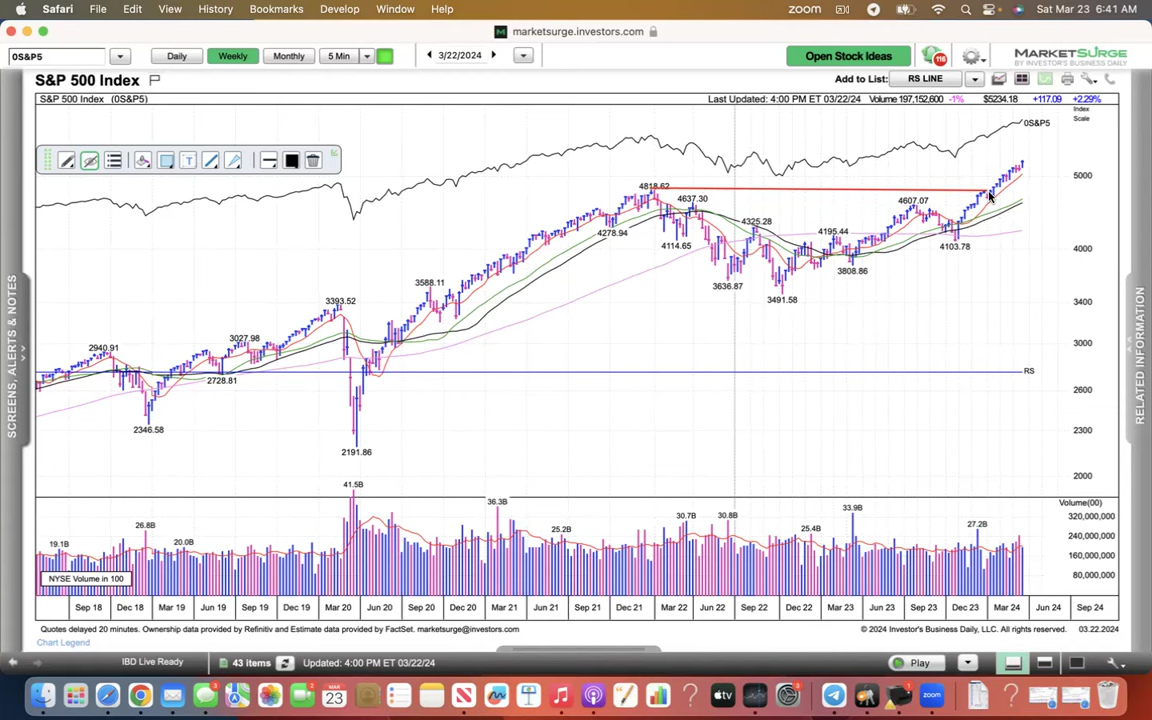 Safari File Edit View History Bookmarks Develop Window Help zoom Sat Mar 23 6:41 AM
marketsurge.investors.com
0S&P5 Daily Weekly Monthly 5 Min 3/22/2024 Open Stock ideas 116 MARKETSURGE
BY INVESTOR'S BUSINESS DAILY
S&P 500 Index Add to List: RS LINE
S&P 500 Index (0S&P5) Last Updated: 4:00 PM ET 03/22/24 Volume 197,152,600 -1% $5234.18 +117.09 +2.29%
Index
Scale
0S&P5
T
5000
4818.62
4637.30
4607.07
4325.28
4278.94
4195.44
4114.65
4103.78
4000
3808.86
3636.87
3588.11
3491.58
3400
3393.52
3027.98
3000
2940.91
2728.81
RS
2600
2346.58
2300
2191.86
2000
41.5B
36.3B
33.9B
30.7B
30.8B
26.8B
27.2B
25.2B
25.4B
19.1B
20.0B
Volume(00)
320,000,000
240,000,000
160,000,000
80,000,000
NYSE Volume in 100
Sep 18 Dec 18 Mar 19 Jun 19 Sep 19 Dec 19 Mar 20 Jun 20 Sep 20 Dec 20 Mar 21 Jun 21 Sep 21 Dec 21 Mar 22 Jun 22 Sep 22 Dec 22 Mar 23 Jun 23 Sep 23 Dec 23 Mar 24 Jun 24 Sep 24
Quotes delayed 20 minutes. Ownership data provided by Refinitiv and Estimate data provided by FactSet. marketsurge@investors.com © 2024 Investor's Business Daily, LLC. All rights reserved. 03.22.2024
Chart Legend
SCREENS, ALERTS & NOTES
RELATED INFORMATION
IBD Live Ready 43 items Updated: 4:00 PM ET 03/22/24 Play
MAR
23
tv
zoom